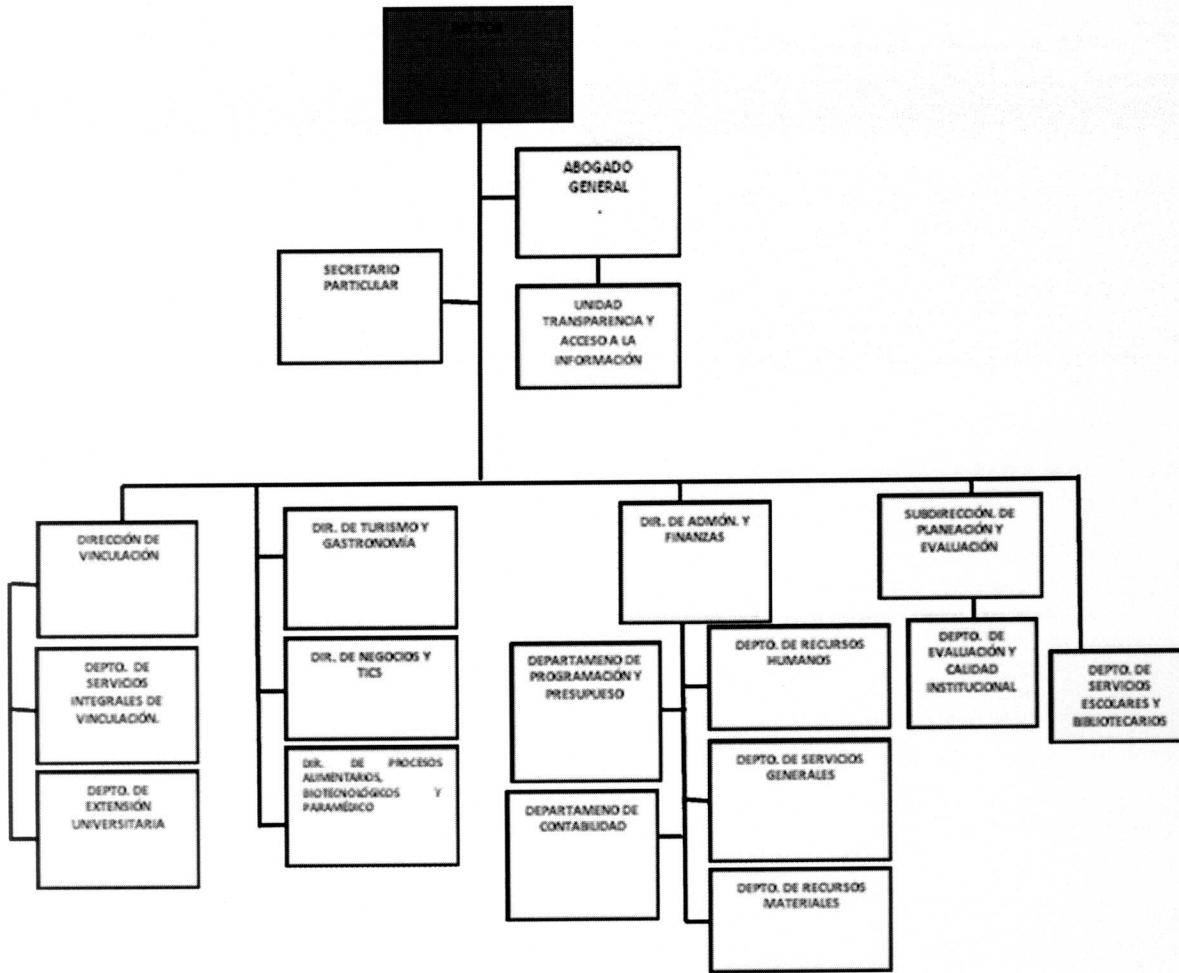 RECTOR
ABOGADO
GENERAL
.
SECRETARIO
PARTICULAR
UNIDAD
TRANSPARENCIA Y
ACCESO A LA
INFORMACIÓN
DIRECCIÓN DE
VINCULACIÓN
DEPTO. DE
SERVICIOS
INTEGRALES DE
VINCULACIÓN.
DEPTO. DE
EXTENSIÓN
UNIVERSITARIA
DIR. DE TURISMO Y
GASTRONOMÍA
DIR. DE NEGOCIOS Y
TICS
DIR. DE PROCESOS
ALIMENTARIOS,
BIOTECNOLÓGICOS Y
PARAMÉDICO
DIR. DE ADMÓN. Y
FINANZAS
DEPARTAMENO DE
PROGRAMACIÓN Y
PRESUPUESO
DEPARTAMENO DE
CONTABILIDAD
DEPTO. DE RECURSOS
HUMANOS
DEPTO. DE SERVICIOS
GENERALES
DEPTO. DE RECURSOS
MATERIALES
SUBDIRECCIÓN. DE
PLANEACIÓN Y
EVALUACIÓN
DEPTO. DE
EVALUACIÓN Y
CALIDAD
INSTITUCIONAL
DEPTO. DE
SERVICIOS
ESCOLARES Y
BIBLIOTECARIOS